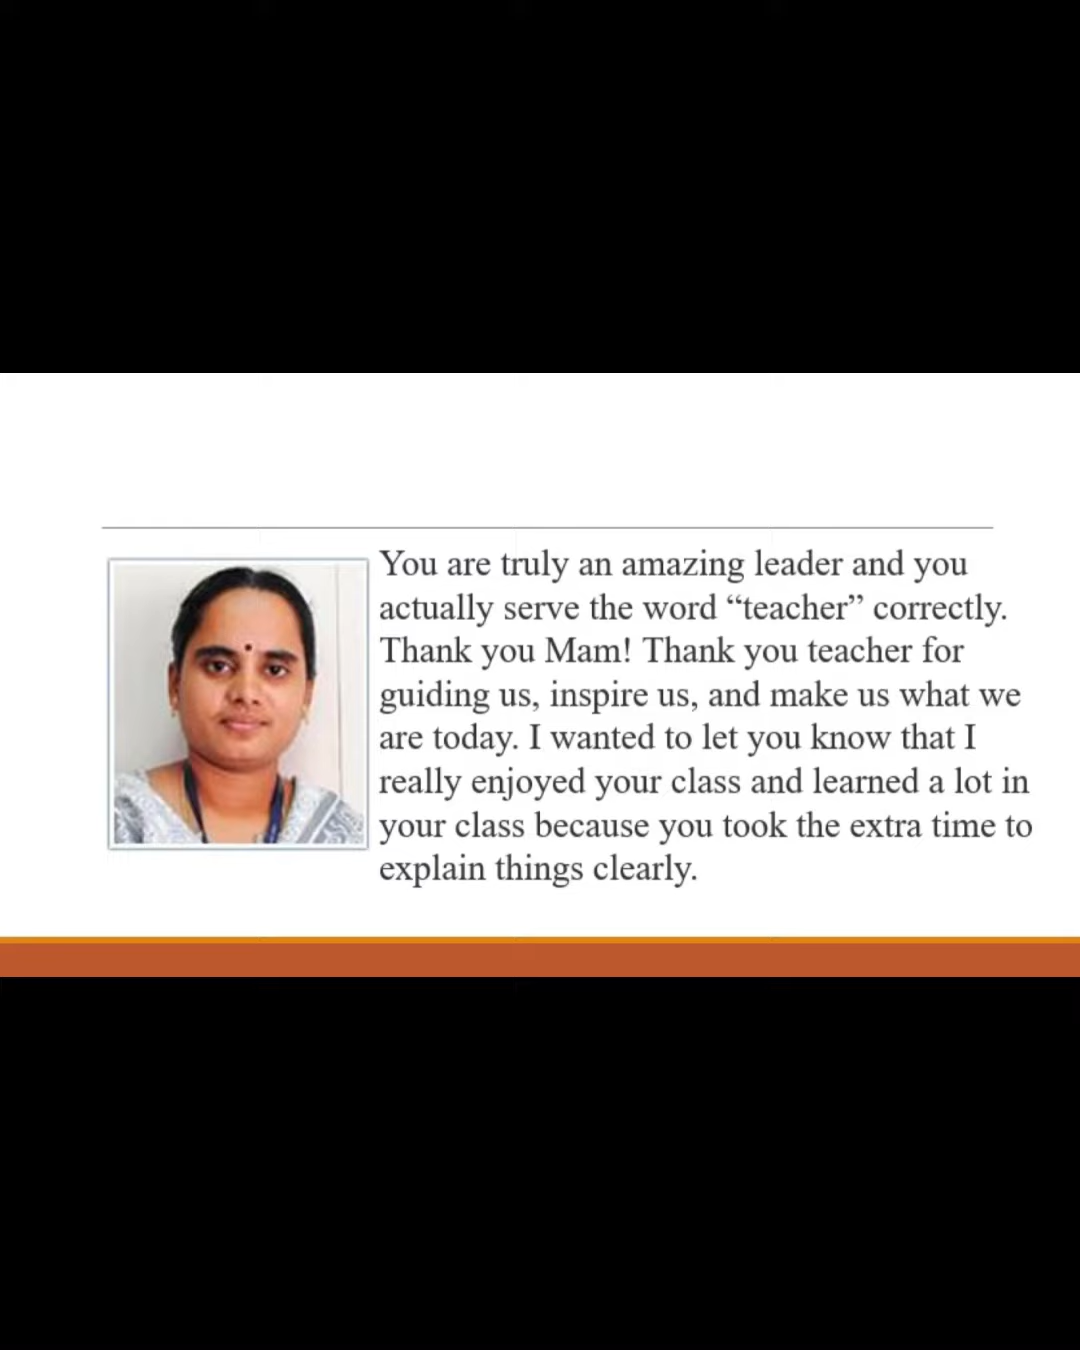 You are truly an amazing leader and you
actually serve the word “teacher” correctly.
Thank you Mam! Thank you teacher for
guiding us, inspire us, and make us what we
are today. I wanted to let you know that I
really enjoyed your class and learned a lot in
your class because you took the extra time to
explain things clearly.